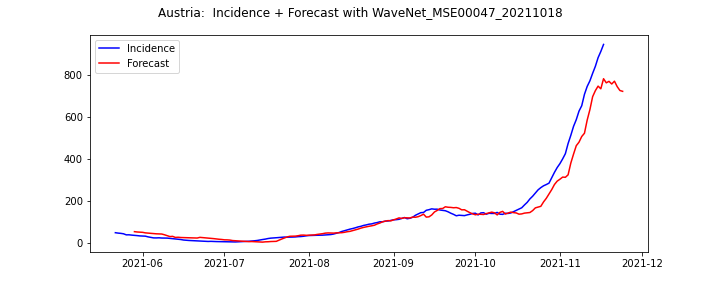 Austria:  Incidence + Forecast with WaveNet_MSE00047_20211018
Incidence
Forecast
800
600
400
200
0
2021-06 2021-07 2021-08 2021-09 2021-10 2021-11 2021-12